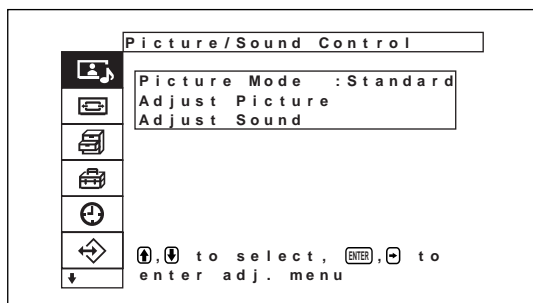 Picture/Sound Control
Picture Mode :Standard
Adjust Picture
Adjust Sound
↑,↓ to select, ENTER,→ to
enter adj. menu